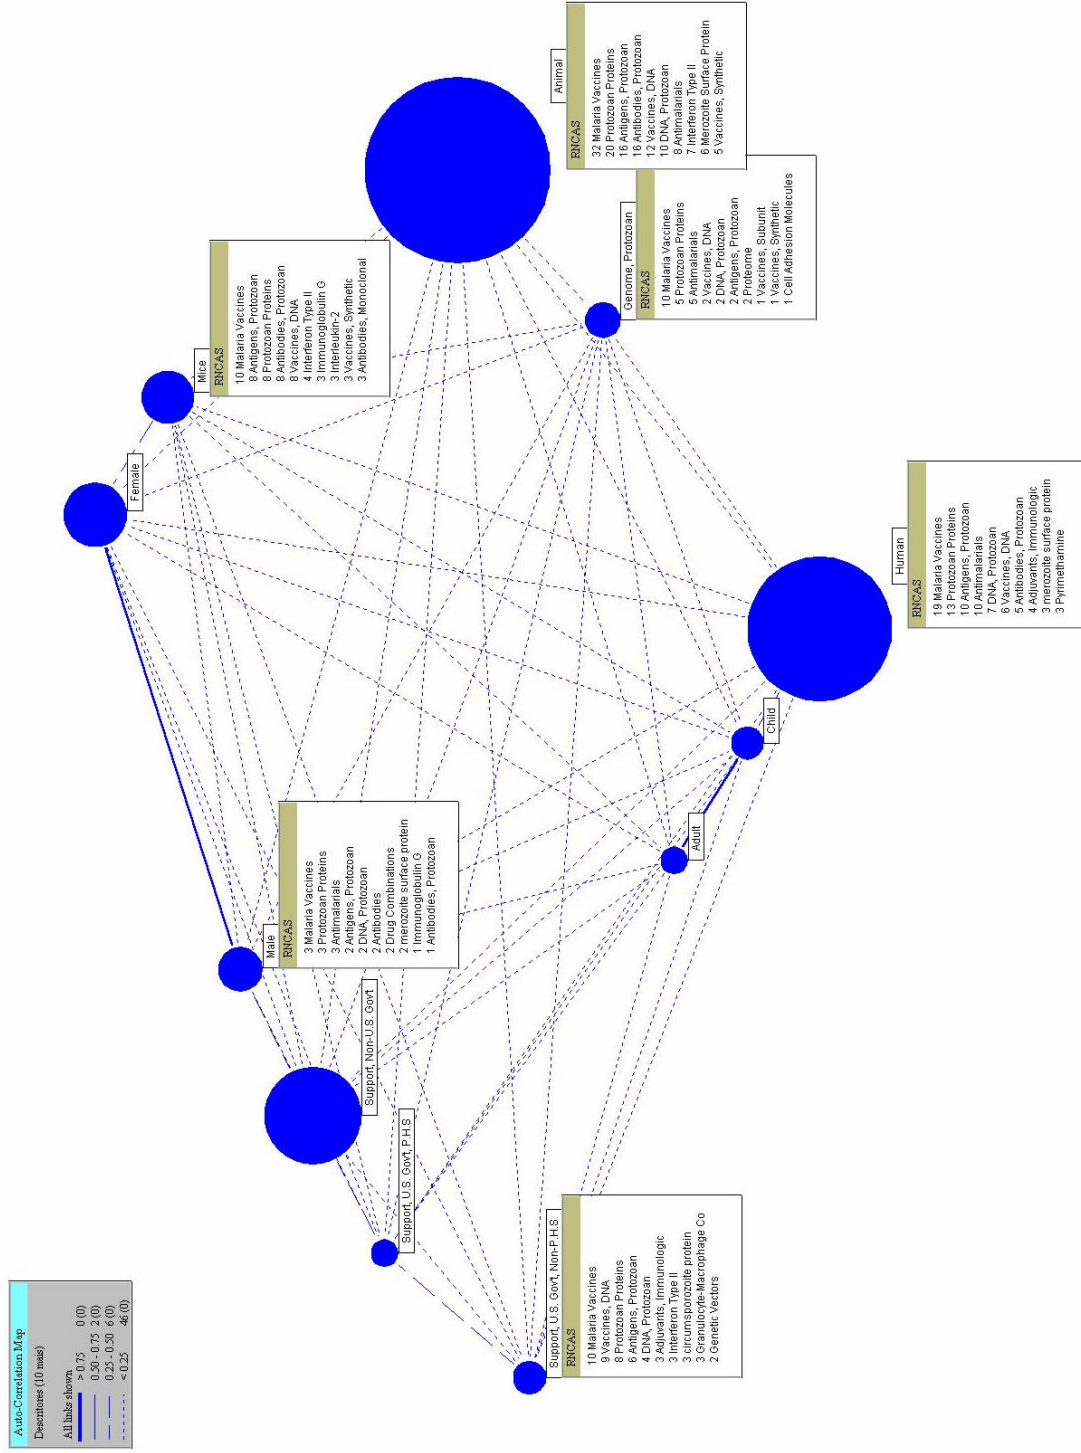 Auto-Correlation Map
Descritores (10 mais)
All links shown
> 0.75 0 (0)
0.50 - 0.75 2 (0)
0.25 - 0.50 6 (0)
< 0.25 46 (0)
Support, U.S. Gov't, Non-P.H.S
RNCAS
10 Malaria Vaccines
9 Vaccines, DNA
8 Protozoan Proteins
6 Antigens, Protozoan
4 DNA, Protozoan
3 Adjuvants, Immunologic
3 Interferon Type II
3 circumsporozoite protein
3 Granulocyte-Macrophage Co
2 Genetic Vectors
Support, U.S. Gov't, P.H.S
Support, Non-U.S. Gov't
Male
RNCAS
3 Malaria Vaccines
3 Protozoan Proteins
3 Antimalarials
2 Antigens, Protozoan
2 DNA, Protozoan
2 Antibodies
2 Drug Combinations
2 merozoite surface protein
1 Immunoglobulin G
1 Antibodies, Protozoan
Adult
Child
Human
RNCAS
19 Malaria Vaccines
13 Protozoan Proteins
10 Antigens, Protozoan
10 Antimalarials
7 DNA, Protozoan
6 Vaccines, DNA
5 Antibodies, Protozoan
4 Adjuvants, Immunologic
3 merozoite surface protein
3 Pyrimethamine
Female
Mice
RNCAS
10 Malaria Vaccines
8 Antigens, Protozoan
8 Protozoan Proteins
8 Antibodies, Protozoan
8 Vaccines, DNA
4 Interferon Type II
3 Immunoglobulin G
3 Interleukin-2
3 Vaccines, Synthetic
3 Antibodies, Monoclonal
Genome, Protozoan
RNCAS
10 Malaria Vaccines
5 Protozoan Proteins
5 Antimalarials
2 Vaccines, DNA
2 DNA, Protozoan
2 Antigens, Protozoan
2 Proteome
1 Vaccines, Subunit
1 Vaccines, Synthetic
1 Cell Adhesion Molecules
Animal
RNCAS
32 Malaria Vaccines
20 Protozoan Proteins
16 Antigens, Protozoan
16 Antibodies, Protozoan
12 Vaccines, DNA
10 DNA, Protozoan
8 Antimalarials
7 Interferon Type II
6 Merozoite Surface Protein
5 Vaccines, Synthetic